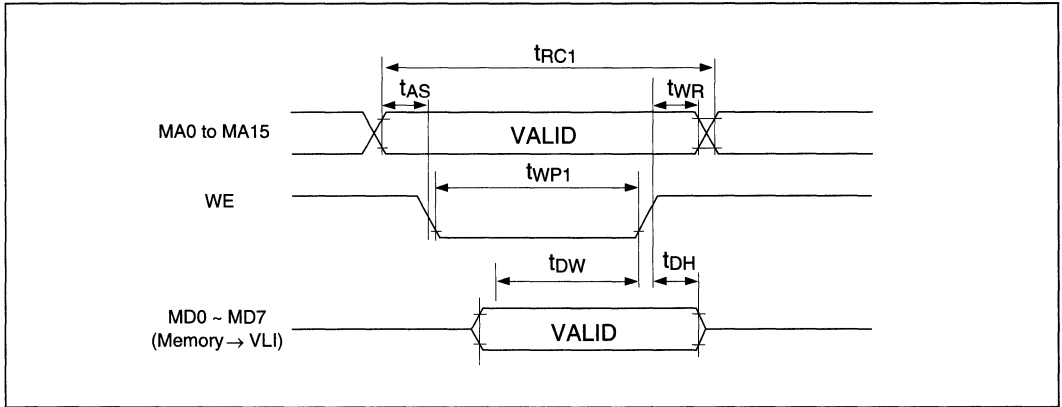 tRC1
tAS
tWR
MA0 to MA15
VALID
tWP1
WE
tDW
tDH
MD0 ~ MD7
(Memory → VLI)
VALID